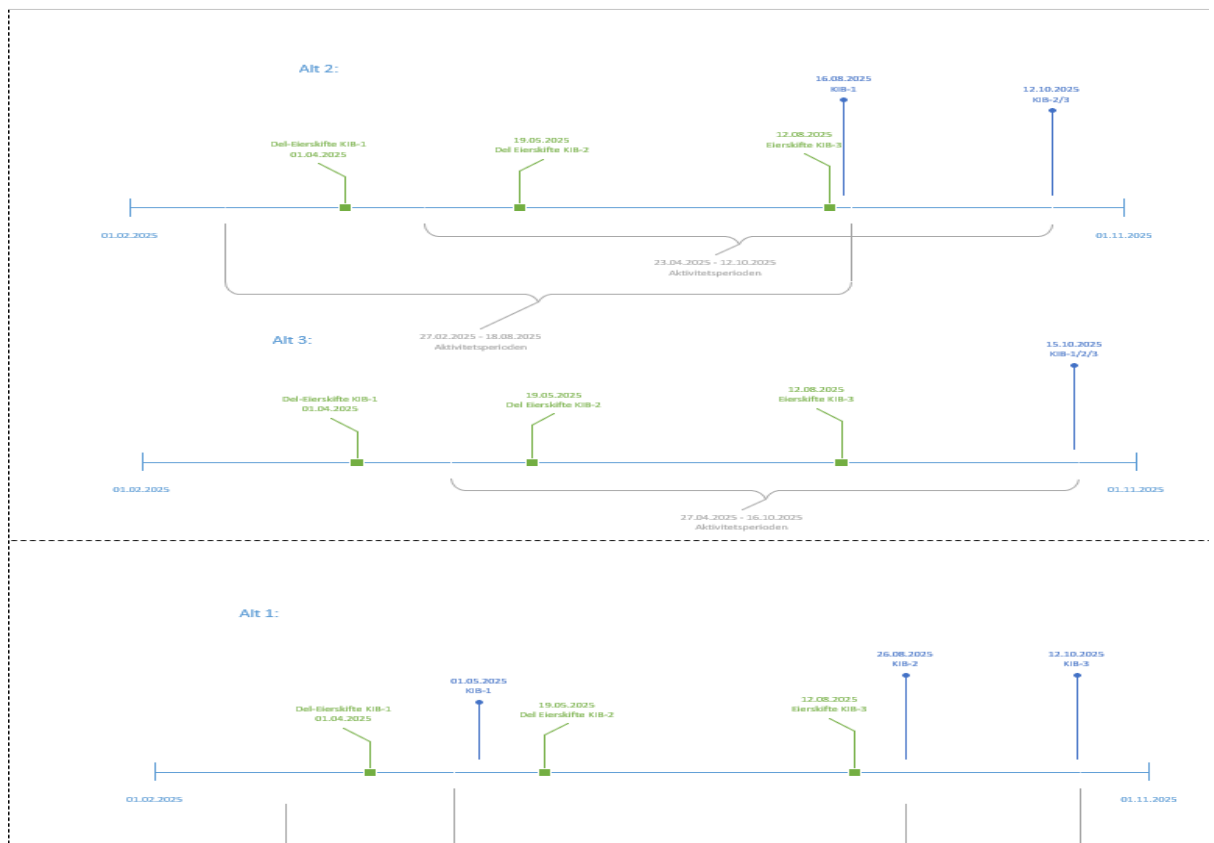 Alt 2:
16.08.2025
KIB-1
12.10.2025
KIB-2/3
Del-Eierskifte KIB-1
01.04.2025
19.05.2025
Del Eierskifte KIB-2
12.08.2025
Eierskifte KIB-3
01.02.2025
01.11.2025
23.04.2025 - 12.10.2025
Aktivitetsperioden
27.02.2025 - 18.08.2025
Aktivitetsperioden
Alt 3:
15.10.2025
KIB-1/2/3
Del-Eierskifte KIB-1
01.04.2025
19.05.2025
Del Eierskifte KIB-2
12.08.2025
Eierskifte KIB-3
01.02.2025
01.11.2025
27.04.2025 - 16.10.2025
Aktivitetsperioden
Alt 1:
01.05.2025
KIB-1
26.08.2025
KIB-2
12.10.2025
KIB-3
Del-Eierskifte KIB-1
01.04.2025
19.05.2025
Del Eierskifte KIB-2
12.08.2025
Eierskifte KIB-3
01.02.2025
01.11.2025